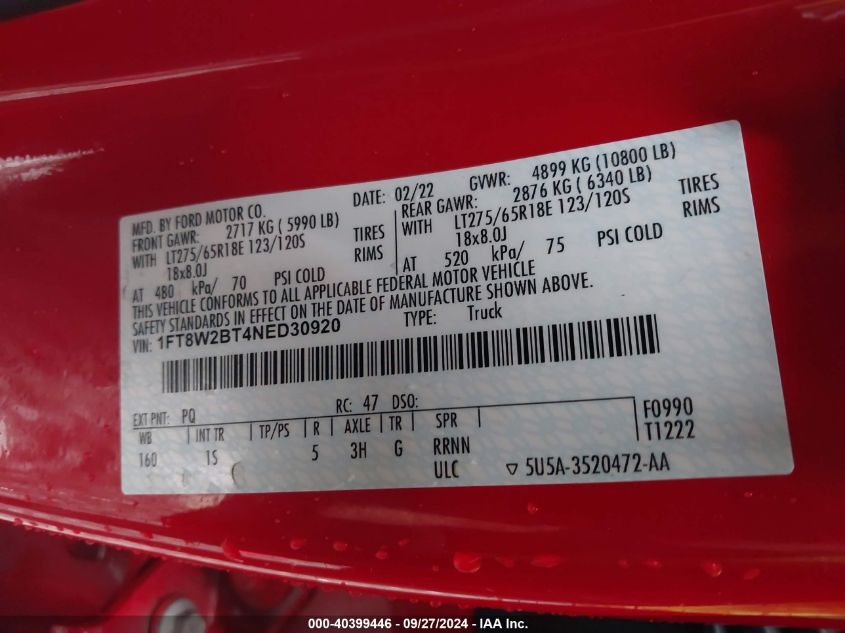 MFD. BY FORD MOTOR CO.
DATE: 02/22 GVWR: 4899 KG (10800 LB)
FRONT GAWR: 2717 KG ( 5990 LB)
REAR GAWR: 2876 KG ( 6340 LB)
WITH LT275/65R18E 123/120S TIRES
WITH LT275/65R18E 123/120S TIRES
18x8.0J RIMS
18x8.0J RIMS
AT 480 kPa/ 70 PSI COLD
AT 520 kPa/ 75 PSI COLD
THIS VEHICLE CONFORMS TO ALL APPLICABLE FEDERAL MOTOR VEHICLE
SAFETY STANDARDS IN EFFECT ON THE DATE OF MANUFACTURE SHOWN ABOVE.
VIN: 1FT8W2BT4NED30920 TYPE: Truck
EXT PNT: PQ RC: 47 DSO:
WB INT TR TP/PS R AXLE TR SPR F0990
160 1S 5 3H G RRNN T1222
ULC 5U5A-3520472-AA
000-40399446 - 09/27/2024 - IAA Inc.